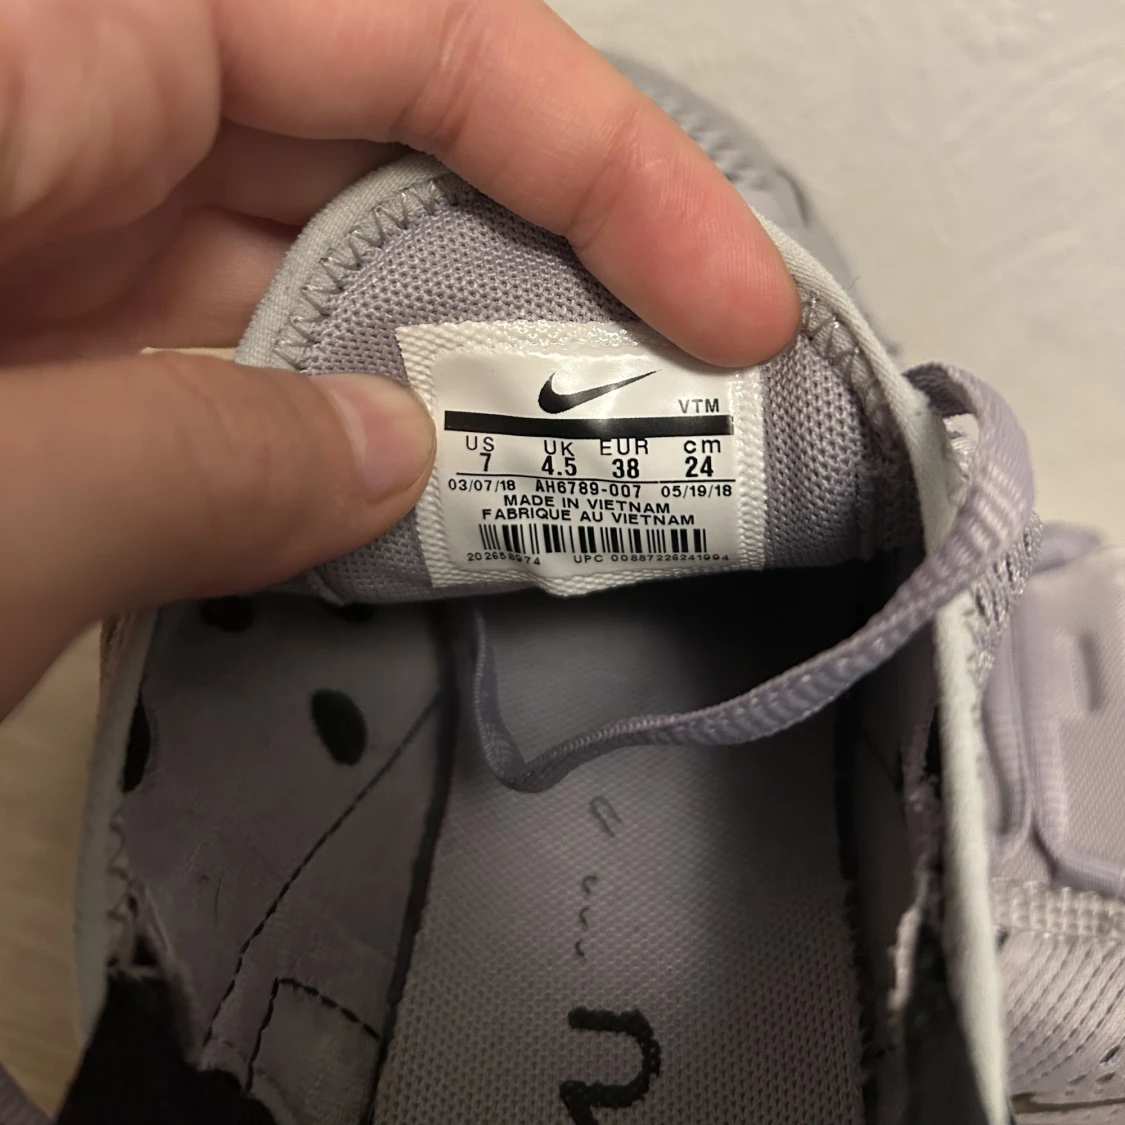 VTM
US UK EUR cm
7 4.5 38 24
03/07/18 AH6789-007 05/19/18
MADE IN VIETNAM
FABRIQUE AU VIETNAM
UPC 00887226241994